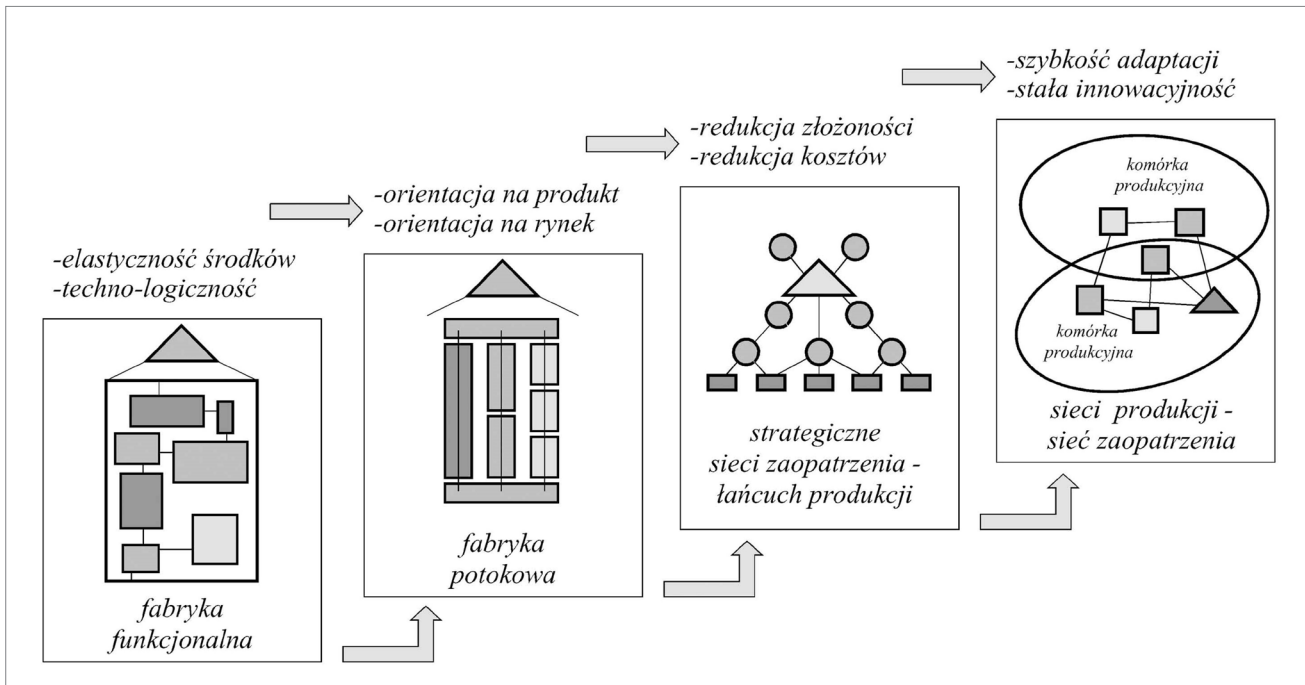 -elastyczność środków
-techno-logiczność
fabryka
funkcjonalna
-orientacja na produkt
-orientacja na rynek
fabryka
potokowa
-redukcja złożoności
-redukcja kosztów
strategiczne
sieci zaopatrzenia -
łańcuch produkcji
-szybkość adaptacji
-stała innowacyjność
komórka
produkcyjna
komórka
produkcyjna
sieci produkcji -
sieć zaopatrzenia